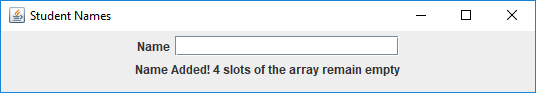 Student Names
Name
Name Added! 4 slots of the array remain empty